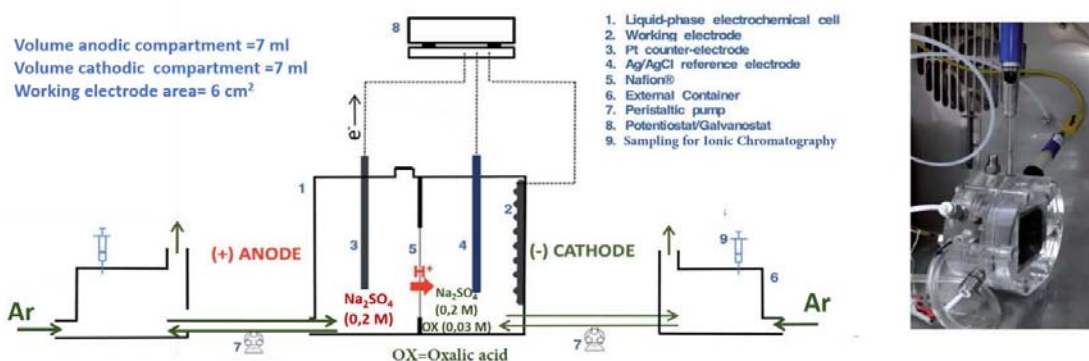 Volume anodic compartment =7 ml
Volume cathodic compartment =7 ml
Working electrode area= 6 cm²
8
1. Liquid-phase electrochemical cell
2. Working electrode
3. Pt counter-electrode
4. Ag/AgCl reference electrode
5. Nafion®
6. External Container
7. Peristaltic pump
8. Potentiostat/Galvanostat
9. Sampling for Ionic Chromatography
e⁻
1
2
(+) ANODE
3
5
4
(-) CATHODE
9
6
H⁺
Na₂SO₄
(0,2 M)
Na₂SO₄
(0,2 M)
OX (0,03 M)
Ar
Ar
7
7
OX=Oxalic acid